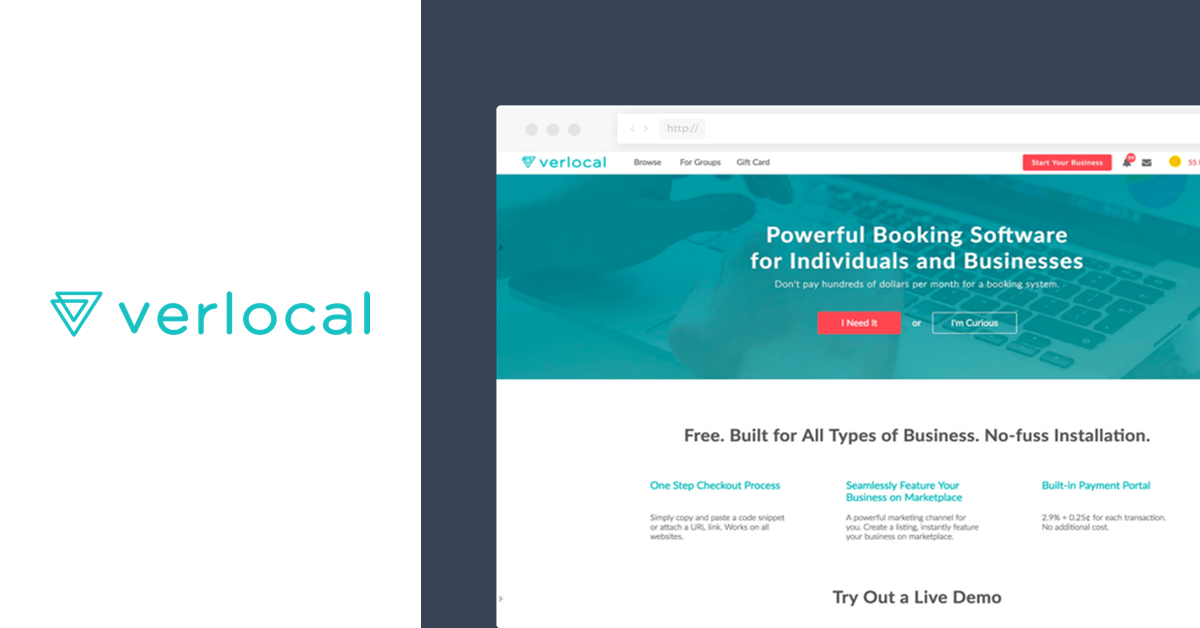 verlocal
http://
verlocal
Browse
For Groups
Gift Card
Start Your Business
55
Powerful Booking Software
for Individuals and Businesses
Don't pay hundreds of dollars per month for a booking system.
I Need It
or
I'm Curious
Free. Built for All Types of Business. No-fuss Installation.
One Step Checkout Process
Simply copy and paste a code snippet
or attach a URL link. Works on all
websites.
Seamlessly Feature Your
Business on Marketplace
A powerful marketing channel for
you. Create a listing, instantly feature
your business on marketplace.
Built-in Payment Portal
2.9% + 0.25¢ for each transaction.
No additional cost.
Try Out a Live Demo